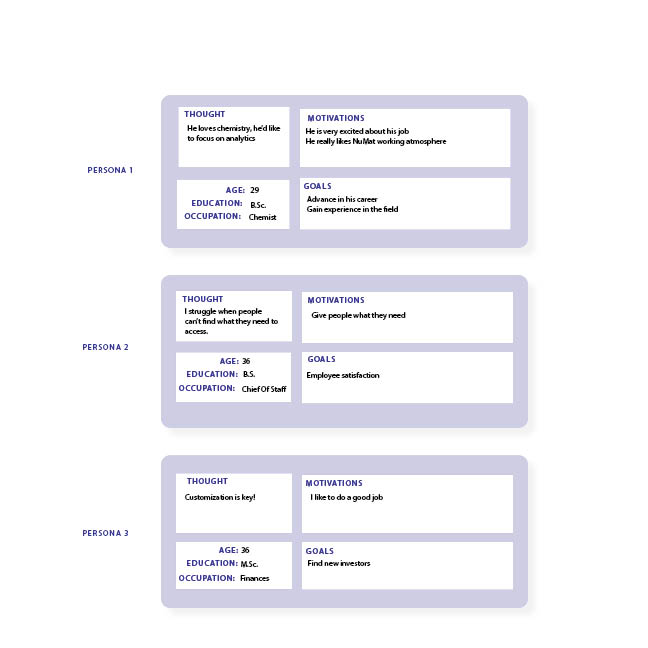 PERSONA 1
THOUGHT
He loves chemistry, he'd like
to focus on analytics
MOTIVATIONS
He is very excited about his job
He really likes NuMat working atmosphere
AGE: 29
EDUCATION: B.Sc.
OCCUPATION: Chemist
GOALS
Advance in his career
Gain experience in the field
PERSONA 2
THOUGHT
I struggle when people
can't find what they need to
access.
MOTIVATIONS
Give people what they need
AGE: 36
EDUCATION: B.S.
OCCUPATION: Chief Of Staff
GOALS
Employee satisfaction
PERSONA 3
THOUGHT
Customization is key!
MOTIVATIONS
I like to do a good job
AGE: 36
EDUCATION: M.Sc.
OCCUPATION: Finances
GOALS
Find new investors